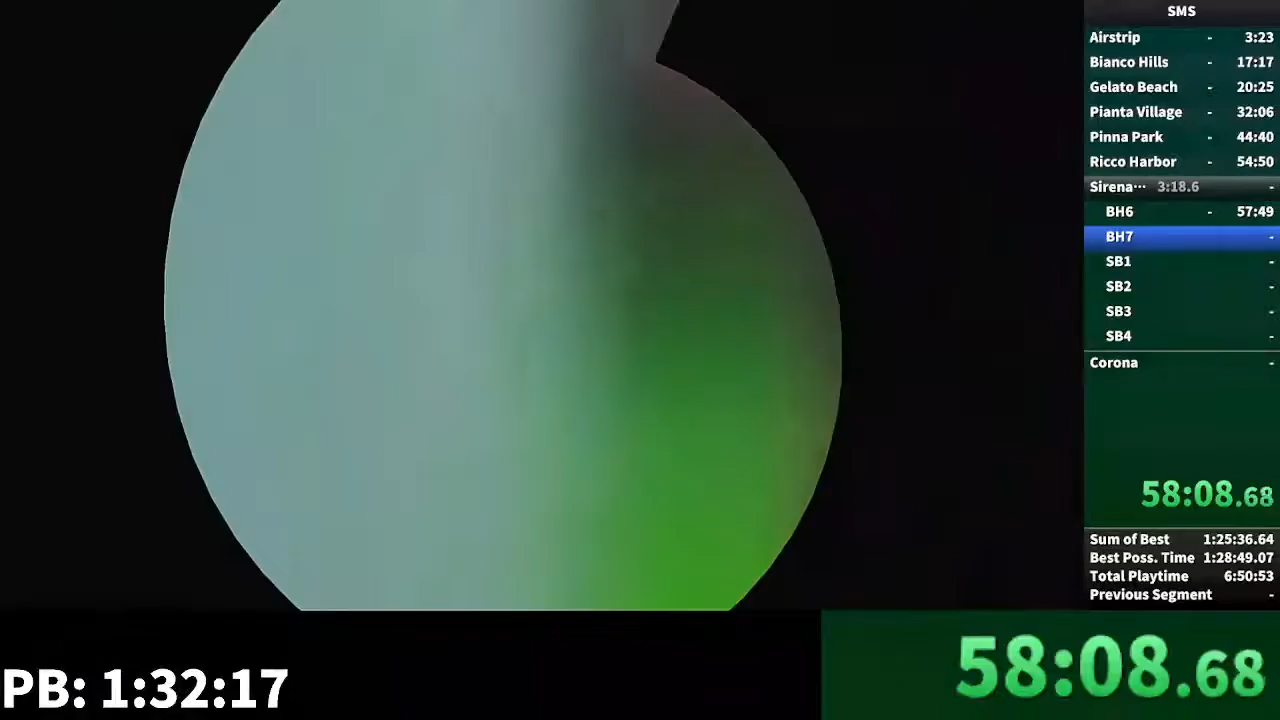 SMS
Airstrip - 3:23
Bianco Hills - 17:17
Gelato Beach - 20:25
Pianta Village - 32:06
Pinna Park - 44:40
Ricco Harbor - 54:50
Sirena... 3:18.6 -
BH6 - 57:49
BH7 -
SB1 -
SB2 -
SB3 -
SB4 -
Corona -
58:08.68
Sum of Best 1:25:36.64
Best Poss. Time 1:28:49.07
Total Playtime 6:50:53
Previous Segment -
PB: 1:32:17
58:08.68